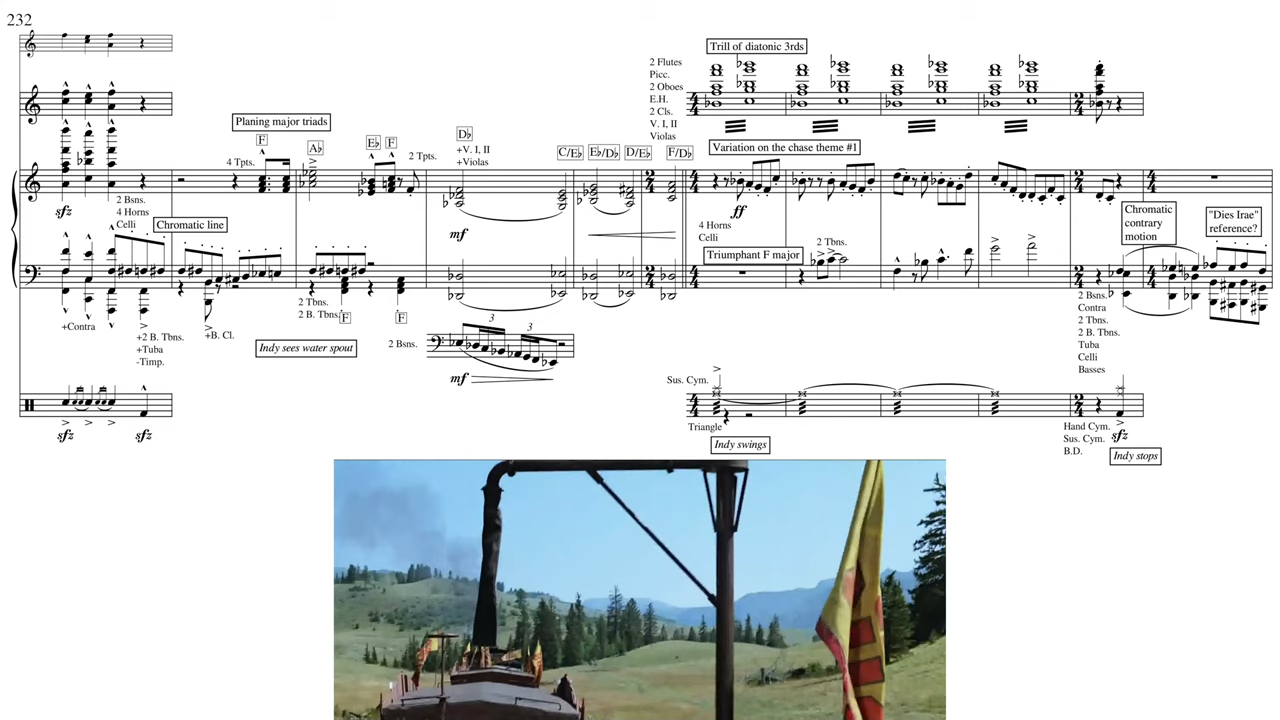 232
Trill of diatonic 3rds
2 Flutes
Picc.
2 Oboes
E.H.
2 Cls.
V. I, II
Violas
Planing major triads
F
4 Tpts.
A♭
E♭
F
2 Tpts.
D♭
+V. I, II
+Violas
C/E♭
E♭/D♭
D/E♭
F/D♭
Variation on the chase theme #1
sfz
2 Bsns.
4 Horns
Celli
Chromatic line
mf
ff
4 Horns
Celli
Triumphant F major
2 Tbns.
Chromatic
contrary
motion
"Dies Irae"
reference?
+Contra
+2 B. Tbns.
+Tuba
-Timp.
+B. Cl.
2 Tbns.
2 B. Tbns.
F
F
Indy sees water spout
2 Bsns.
3
3
mf
2 Bsns.
Contra
2 Tbns.
2 B. Tbns.
Tuba
Celli
Basses
Sus. Cym.
Triangle
sfz
sfz
Indy swings
Hand Cym.
Sus. Cym.
B.D.
sfz
Indy stops